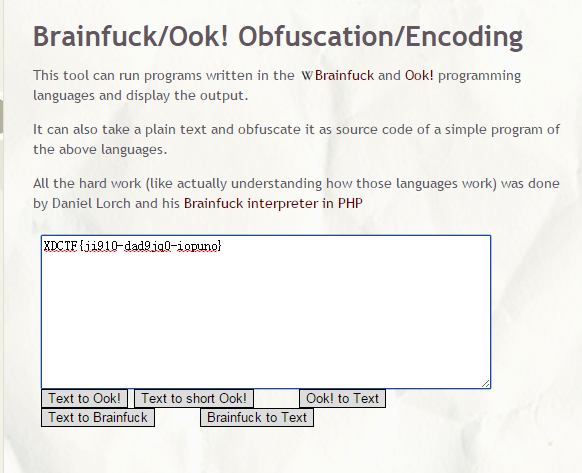 Brainfuck/Ook! Obfuscation/Encoding
This tool can run programs written in the W Brainfuck and Ook! programming
languages and display the output.
It can also take a plain text and obfuscate it as source code of a simple program of
the above languages.
All the hard work (like actually understanding how those languages work) was done
by Daniel Lorch and his Brainfuck interpreter in PHP
XDCTF{ji910-dad9jq0-iopuno}
Text to Ook! Text to short Ook! Ook! to Text
Text to Brainfuck Brainfuck to Text